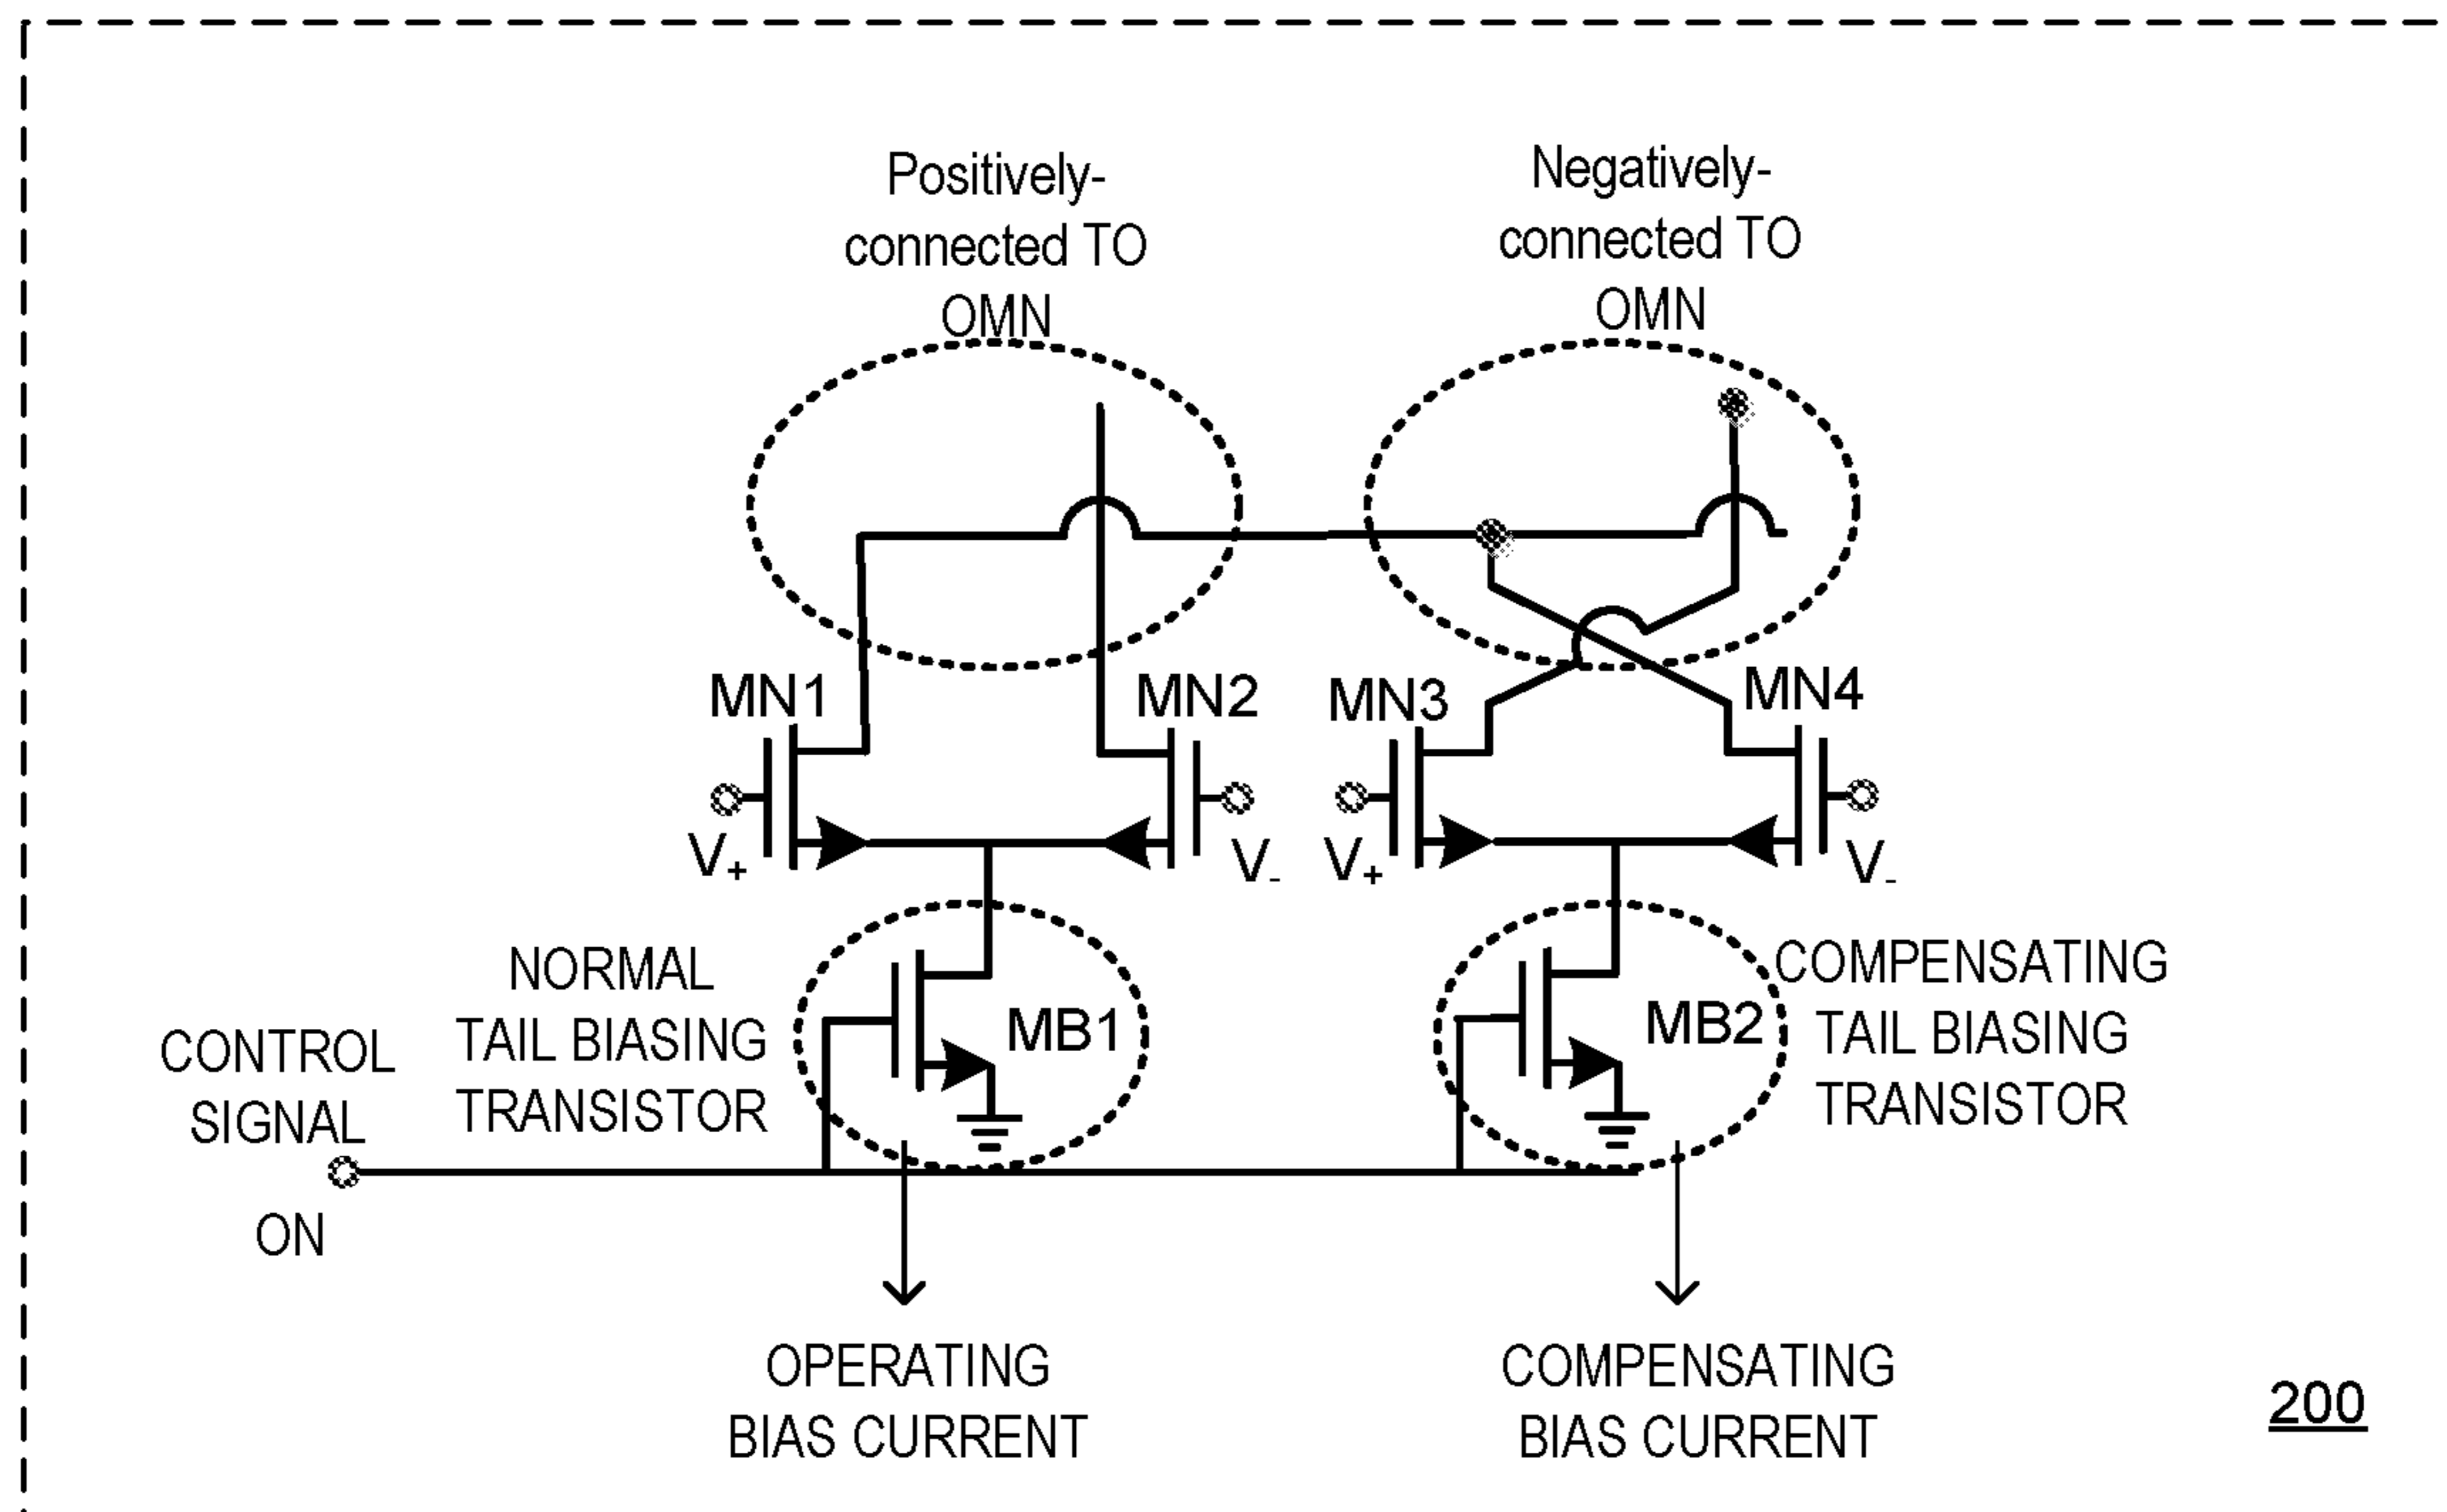 Positively-
connected TO
OMN
Negatively-
connected TO
OMN
MN1
MN2
MN3
MN4
V+
V-
V+
V-
NORMAL
TAIL BIASING
TRANSISTOR
MB1
MB2
COMPENSATING
TAIL BIASING
TRANSISTOR
CONTROL
SIGNAL
ON
OPERATING
BIAS CURRENT
COMPENSATING
BIAS CURRENT
200